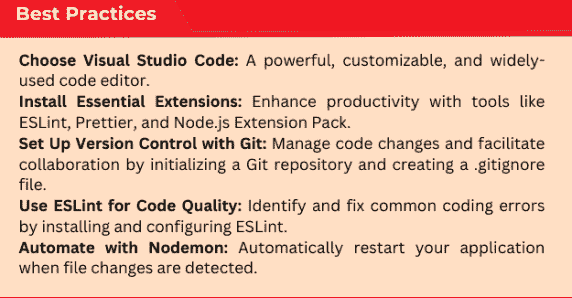 Best Practices
Choose Visual Studio Code: A powerful, customizable, and widely-
used code editor.
Install Essential Extensions: Enhance productivity with tools like
ESLint, Prettier, and Node.js Extension Pack.
Set Up Version Control with Git: Manage code changes and facilitate
collaboration by initializing a Git repository and creating a .gitignore
file.
Use ESLint for Code Quality: Identify and fix common coding errors
by installing and configuring ESLint.
Automate with Nodemon: Automatically restart your application
when file changes are detected.